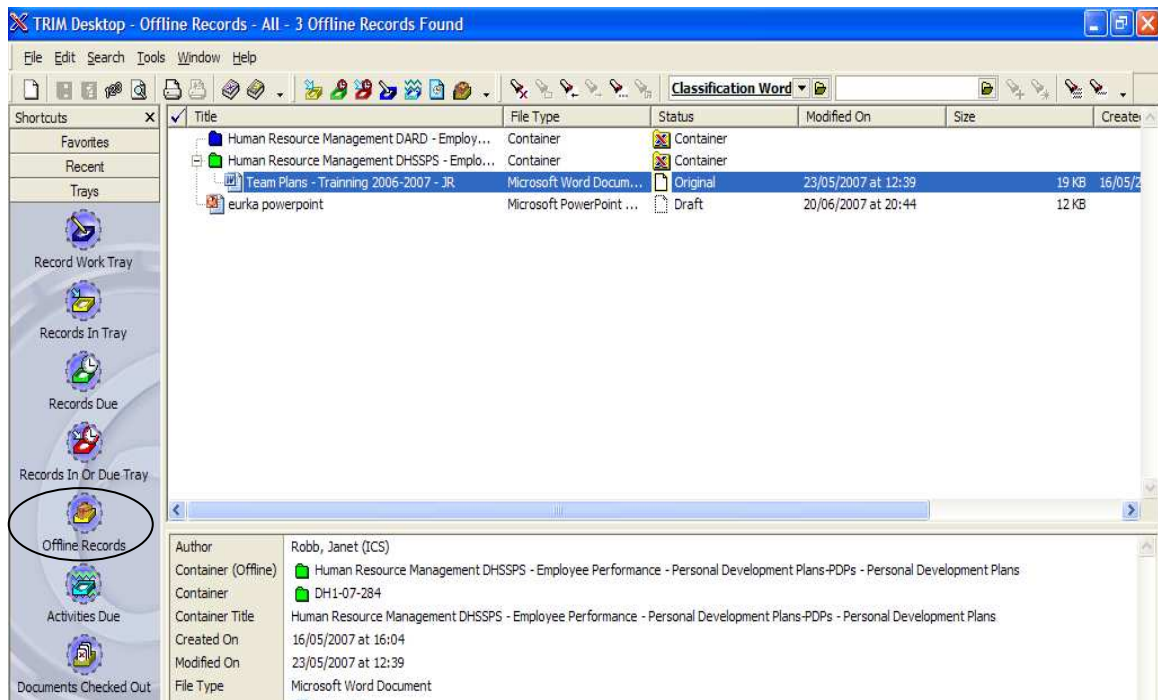 TRIM Desktop - Offline Records - All - 3 Offline Records Found
File Edit Search Tools Window Help
Classification Word
Shortcuts X
Favorites
Recent
Trays
Record Work Tray
Records In Tray
Records Due
Records In Or Due Tray
Offline Records
Activities Due
Documents Checked Out
Title File Type Status Modified On Size Create
Human Resource Management DARD - Employ... Container Container
Human Resource Management DHSSPS - Emplo... Container Container
Team Plans - Trainning 2006-2007 - JR Microsoft Word Docum... Original 23/05/2007 at 12:39 19 KB 16/05/2
eurka powerpoint Microsoft PowerPoint ... Draft 20/06/2007 at 20:44 12 KB
Author Robb, Janet (ICS)
Container (Offline) Human Resource Management DHSSPS - Employee Performance - Personal Development Plans-PDPs - Personal Development Plans
Container DH1-07-284
Container Title Human Resource Management DHSSPS - Employee Performance - Personal Development Plans-PDPs - Personal Development Plans
Created On 16/05/2007 at 16:04
Modified On 23/05/2007 at 12:39
File Type Microsoft Word Document